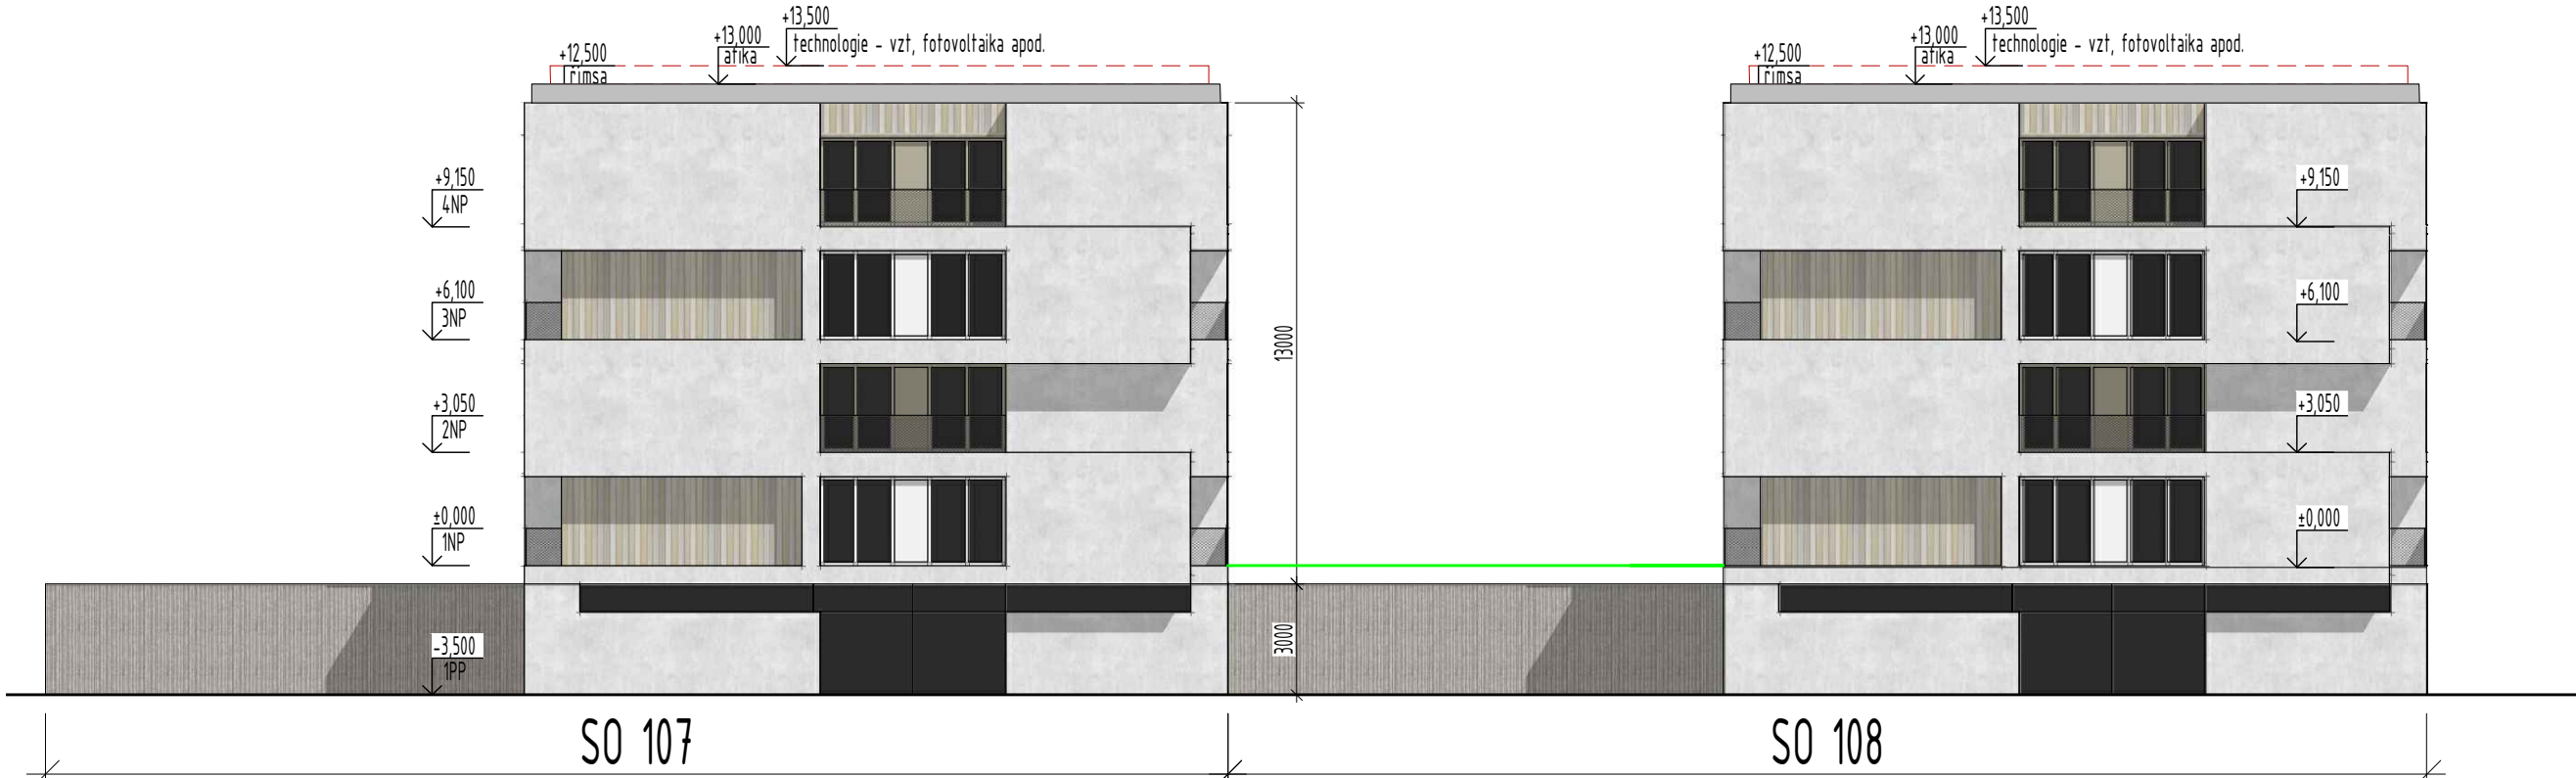 +13,500
technologie - vzt, fotovoltaika apod.
+13,000
atika
+12,500
římsa
+13,500
technologie - vzt, fotovoltaika apod.
+13,000
atika
+12,500
římsa
+9,150
4NP
+9,150
+6,100
3NP
+6,100
13000
+3,050
2NP
+3,050
±0,000
1NP
±0,000
-3,500
1PP
3000
SO 107
SO 108